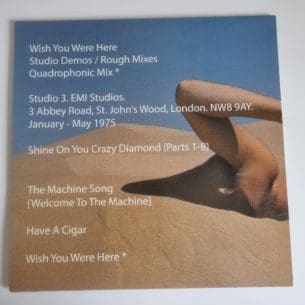 Wish You Were Here
Studio Demos / Rough Mixes
Quadrophonic Mix *
Studio 3. EMI Studios.
3 Abbey Road, St. John's Wood, London. NW8 9AY.
January - May 1975
Shine On You Crazy Diamond (Parts 1-8)
The Machine Song
[Welcome To The Machine]
Have A Cigar
Wish You Were Here *